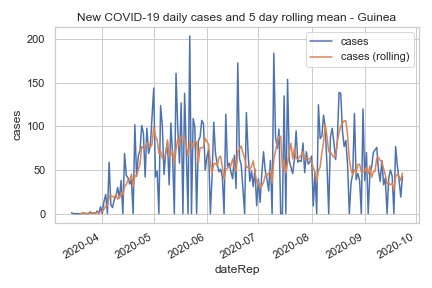 New COVID-19 daily cases and 5 day rolling mean - Guinea
cases
cases (rolling)
200
150
100
50
0
cases
2020-04
2020-05
2020-06
2020-07
2020-08
2020-09
2020-10
dateRep